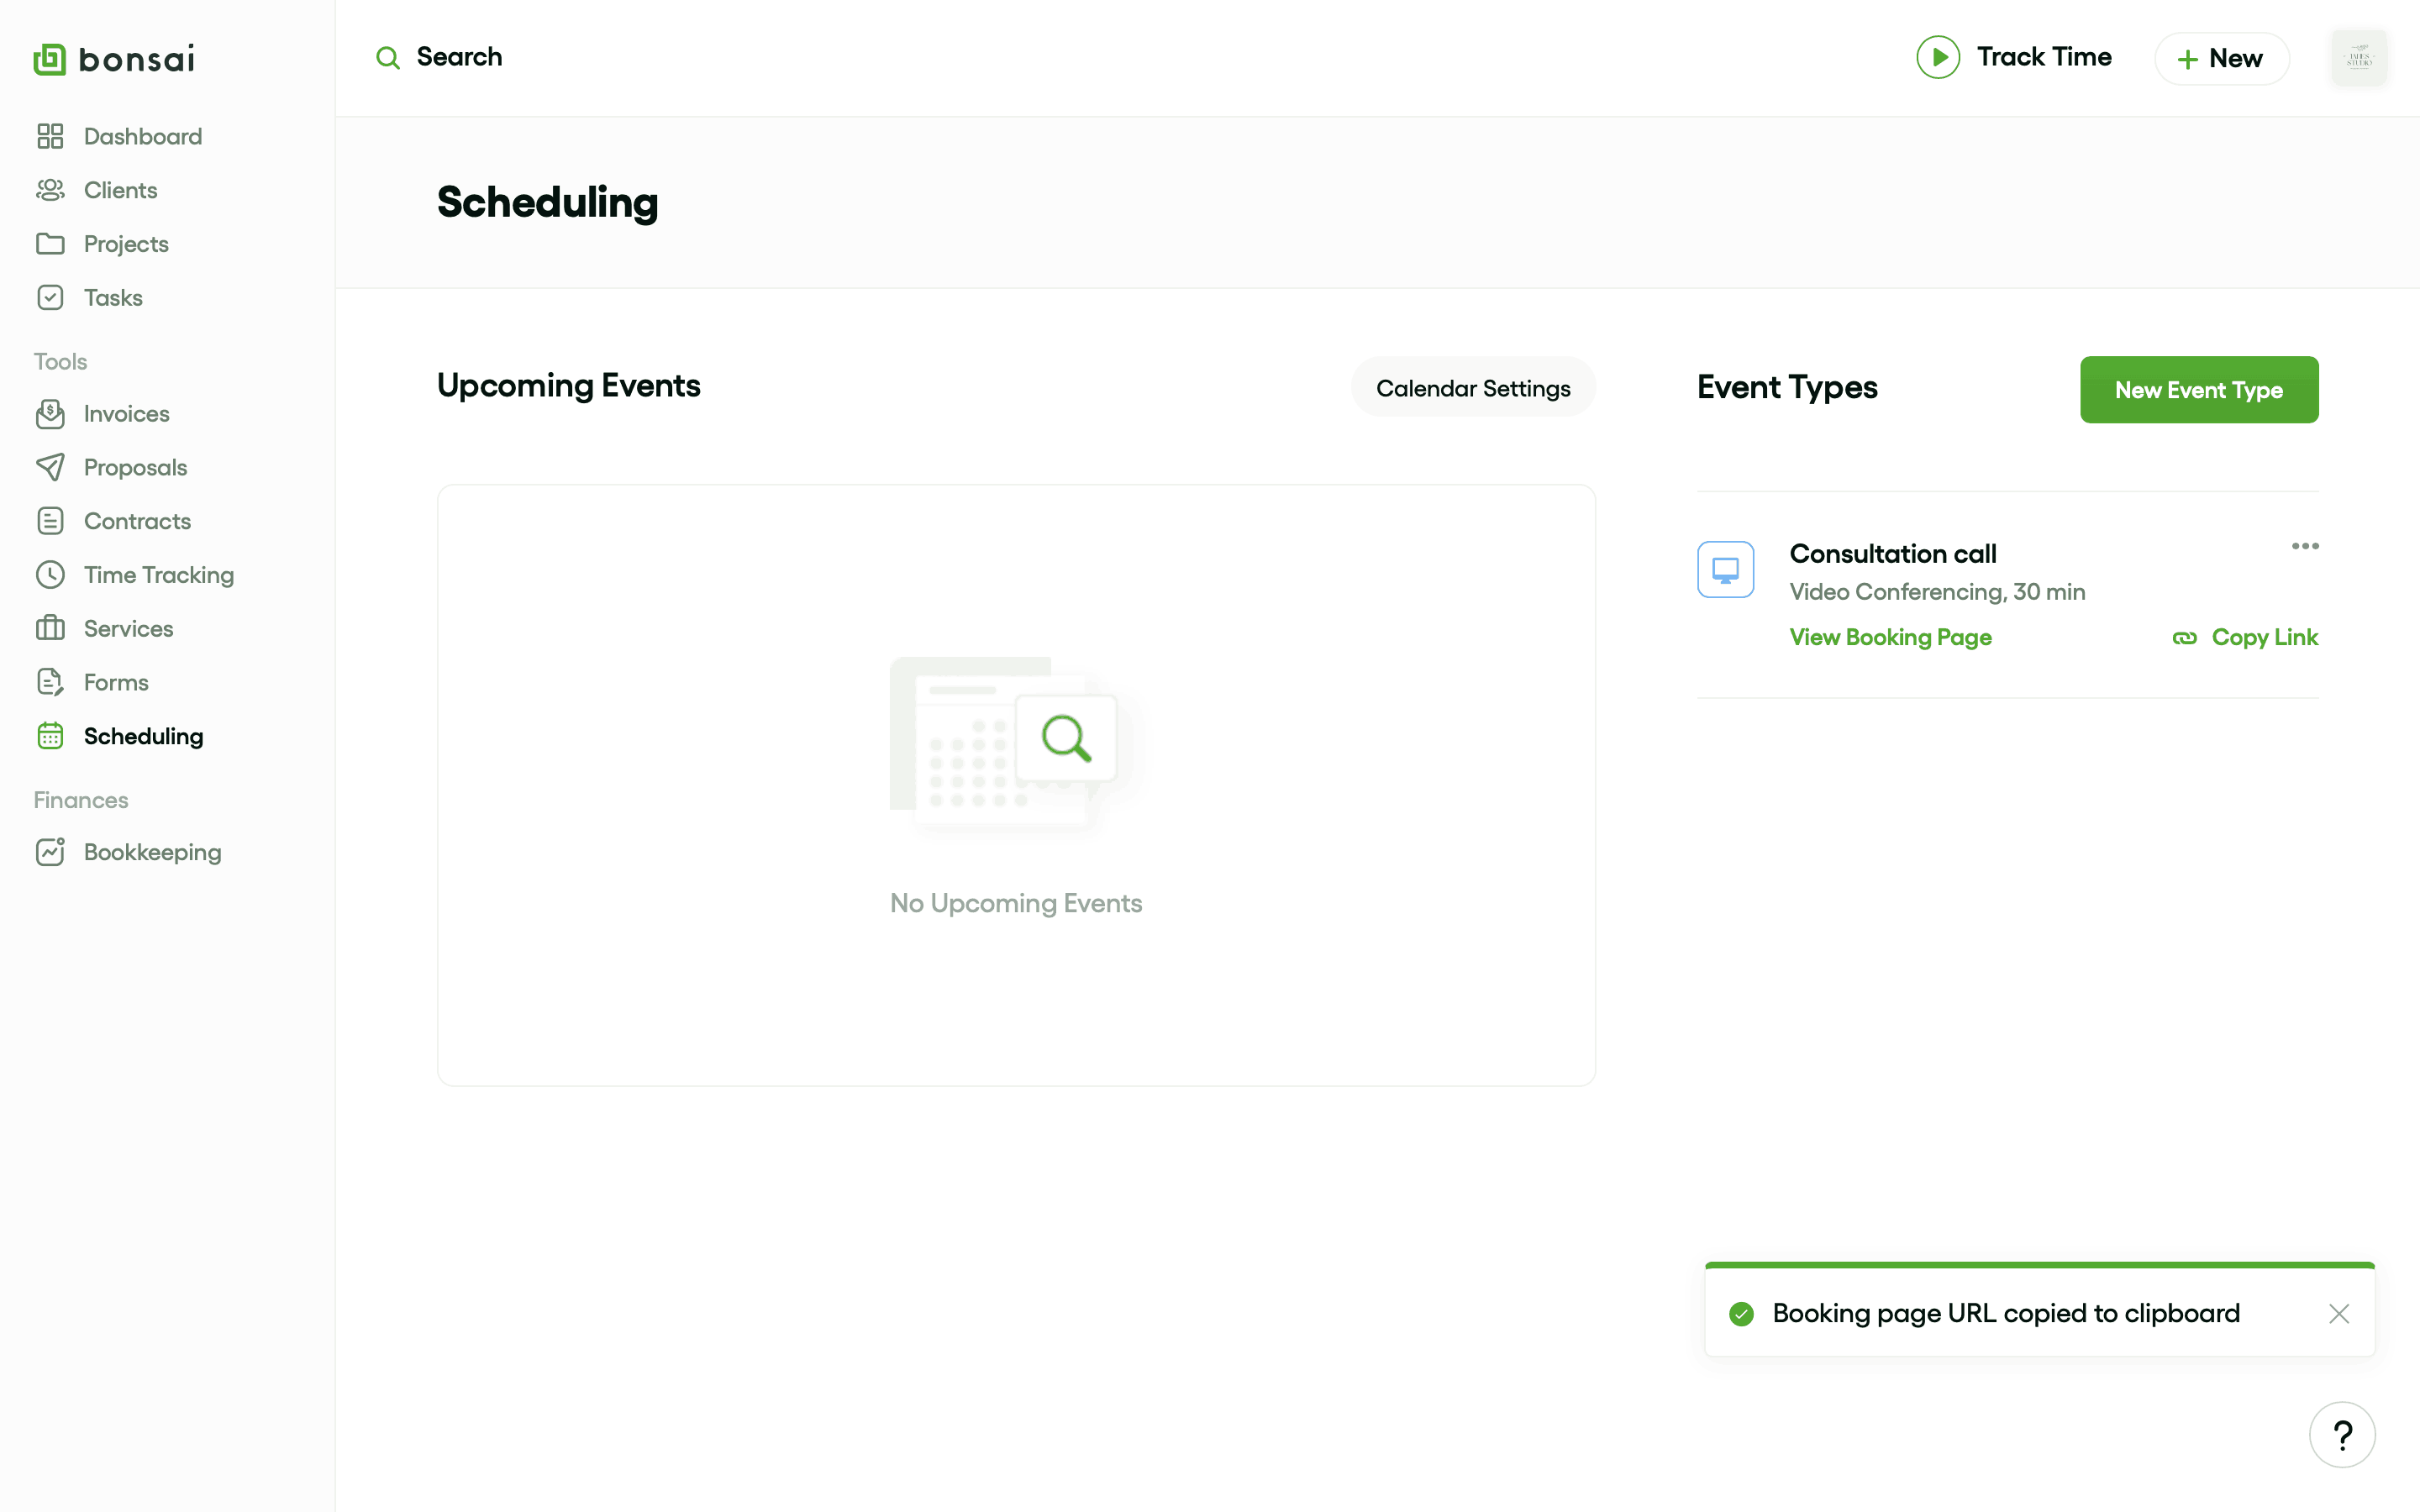 bonsai
Search
Track Time
New
JAMES
STUDIO
Dashboard
Clients
Projects
Tasks
Tools
Invoices
Proposals
Contracts
Time Tracking
Services
Forms
Scheduling
Finances
Bookkeeping
Scheduling
Upcoming Events
Calendar Settings
No Upcoming Events
Event Types
New Event Type
Consultation call
Video Conferencing, 30 min
View Booking Page
Copy Link
Booking page URL copied to clipboard
?